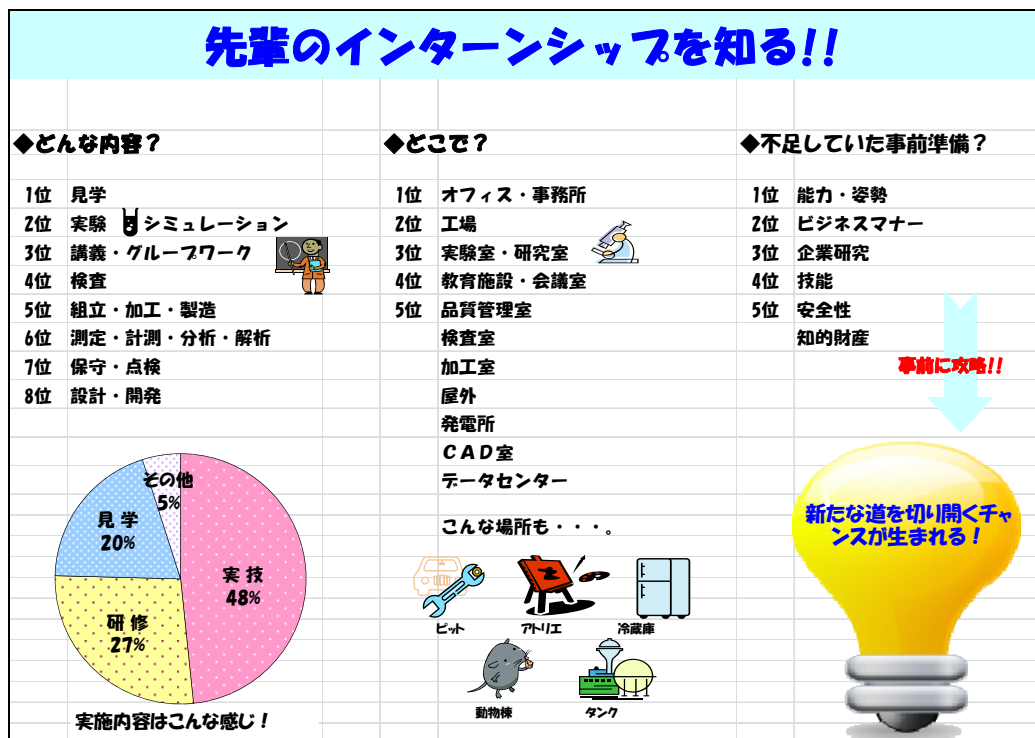 先輩のインターンシップを知る!!
◆どんな内容?
1位 見学
2位 実験 シミュレーション
3位 講義・グループワーク
4位 検査
5位 組立・加工・製造
6位 測定・計測・分析・解析
7位 保守・点検
8位 設計・開発
その他
5%
見学
20%
実技
48%
研修
27%
実施内容はこんな感じ!
◆どこで?
1位 オフィス・事務所
2位 工場
3位 実験室・研究室
4位 教育施設・会議室
5位 品質管理室
検査室
加工室
屋外
発電所
CAD室
データセンター
こんな場所も・・・。
ピット
アトリエ
冷蔵庫
動物棟
タンク
◆不足していた事前準備?
1位 能力・姿勢
2位 ビジネスマナー
3位 企業研究
4位 技能
5位 安全性
知的財産
事前に攻略!!
新たな道を切り開くチャ
ンスが生まれる!